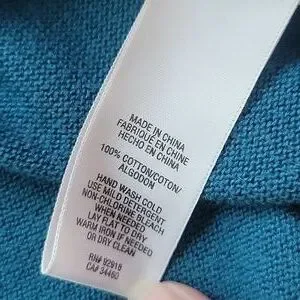 MADE IN CHINA
FABRIQUÉ EN CHINE
HECHO EN CHINA
100% COTTON/COTON/
ALGODON
HAND WASH COLD
USE MILD DETERGENT
NON-CHLORINE BLEACH
WHEN NEEDED
LAY FLAT TO DRY
WARM IRON IF NEEDED
OR DRY CLEAN
RN# 92918
CA# 34460